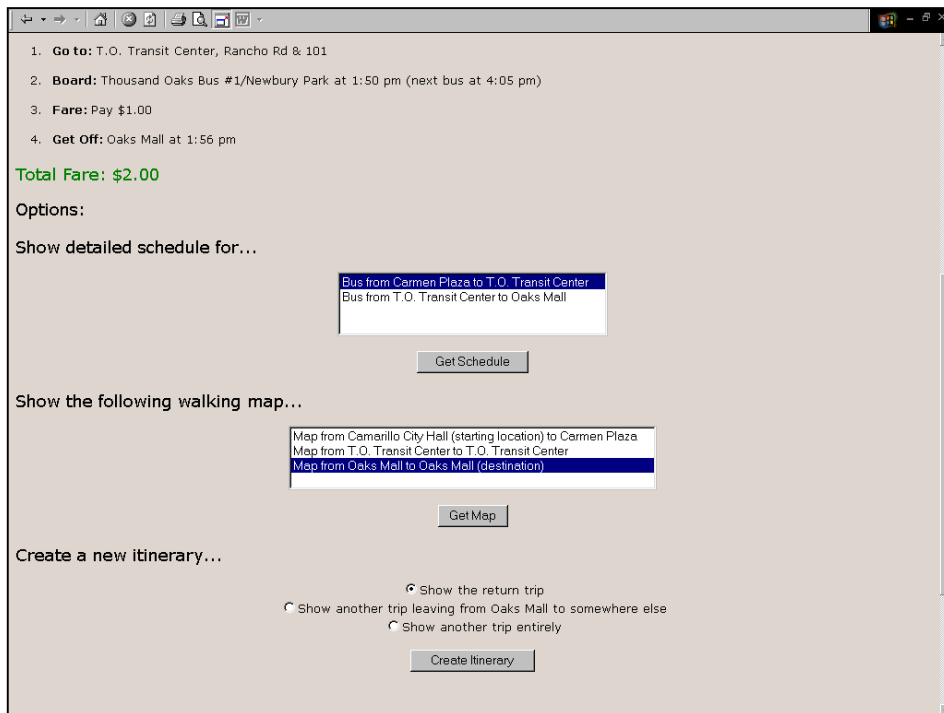 1. Go to: T.O. Transit Center, Rancho Rd & 101
2. Board: Thousand Oaks Bus #1/Newbury Park at 1:50 pm (next bus at 4:05 pm)
3. Fare: Pay $1.00
4. Get Off: Oaks Mall at 1:56 pm
Total Fare: $2.00
Options:
Show detailed schedule for...
Bus from Carmen Plaza to T.O. Transit Center
Bus from T.O. Transit Center to Oaks Mall
Get Schedule
Show the following walking map...
Map from Camarillo City Hall (starting location) to Carmen Plaza
Map from T.O. Transit Center to T.O. Transit Center
Map from Oaks Mall to Oaks Mall (destination)
Get Map
Create a new itinerary...
Show the return trip
Show another trip leaving from Oaks Mall to somewhere else
Show another trip entirely
Create Itinerary